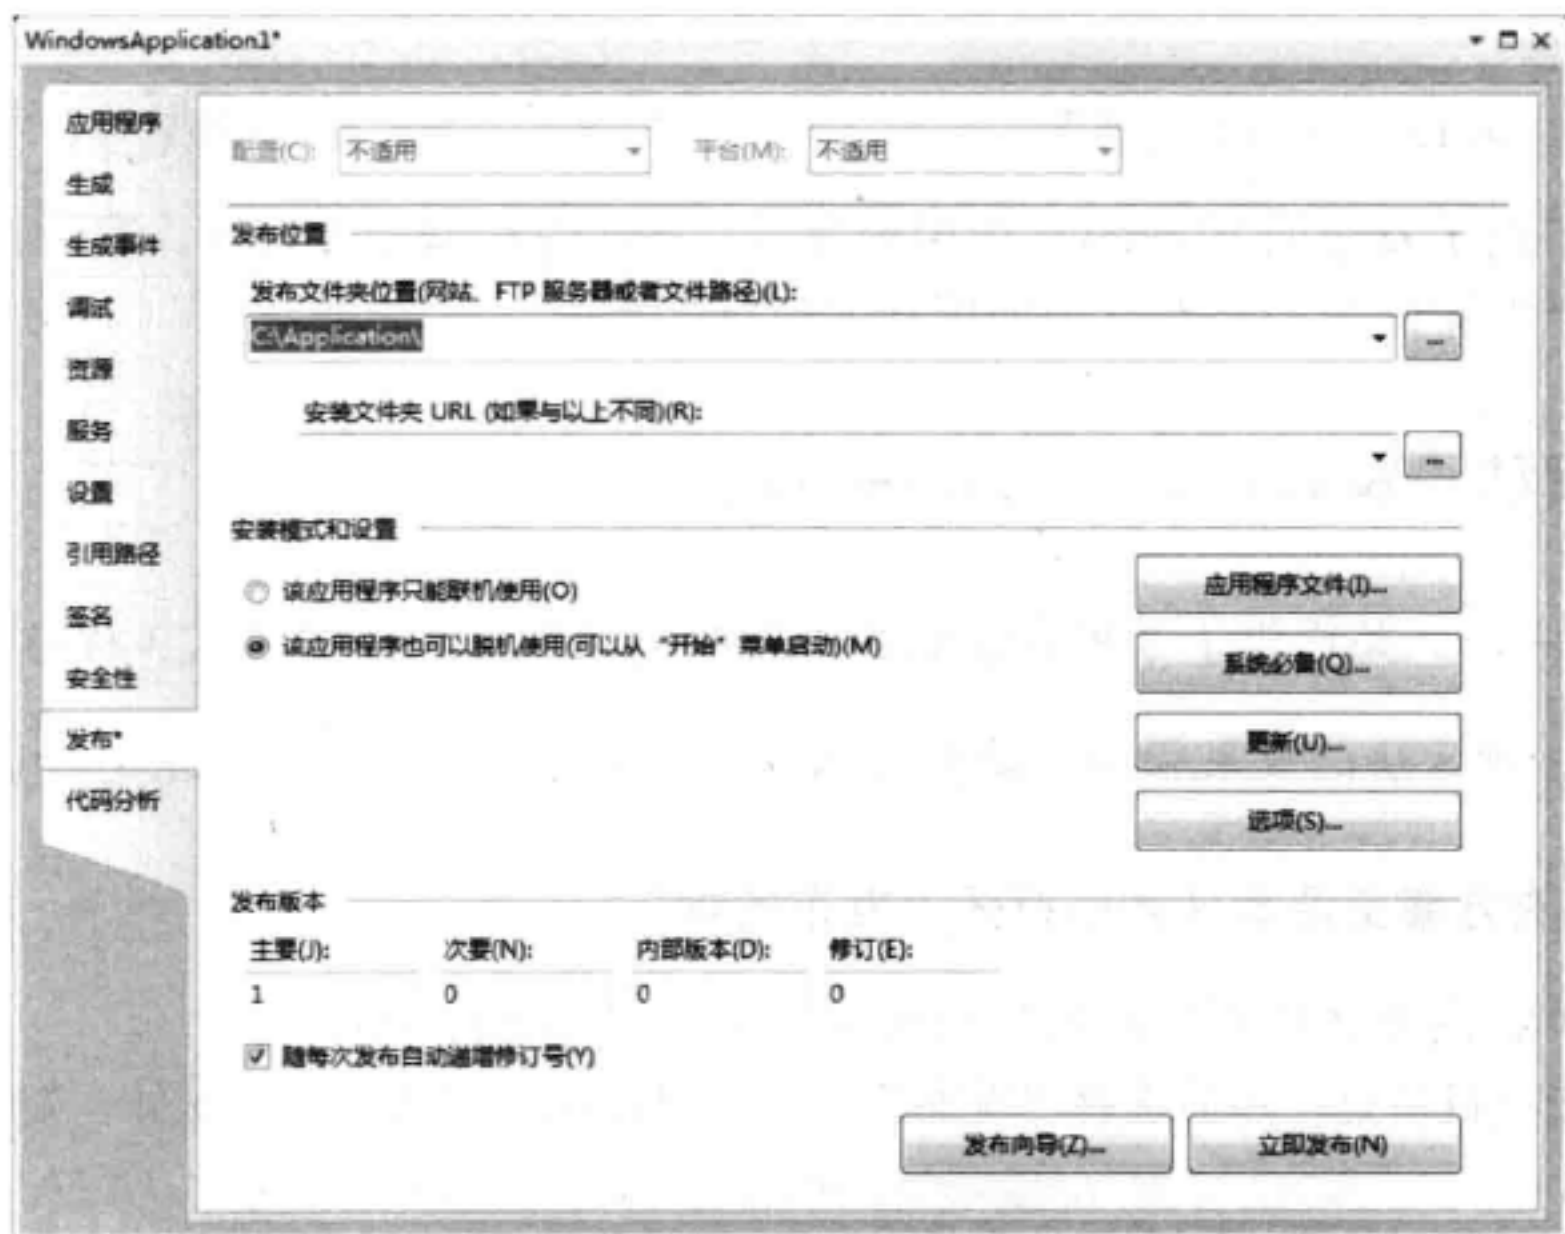 WindowsApplication1*
应用程序
生成
生成事件
调试
资源
服务
设置
引用路径
签名
安全性
发布*
代码分析
配置(C): 不适用 平台(M): 不适用
发布位置
发布文件夹位置(网站、FTP 服务器或者文件路径)(L):
C:\Application\
...
安装文件夹 URL (如果与以上不同)(R):
...
安装模式和设置
该应用程序只能联机使用(O)
该应用程序也可以脱机使用(可以从“开始”菜单启动)(M)
应用程序文件(I)...
系统必备(Q)...
更新(U)...
选项(S)...
发布版本
主要(J): 次要(N): 内部版本(D): 修订(E):
1 0 0 0
随每次发布自动递增修订号(Y)
发布向导(Z)... 立即发布(N)